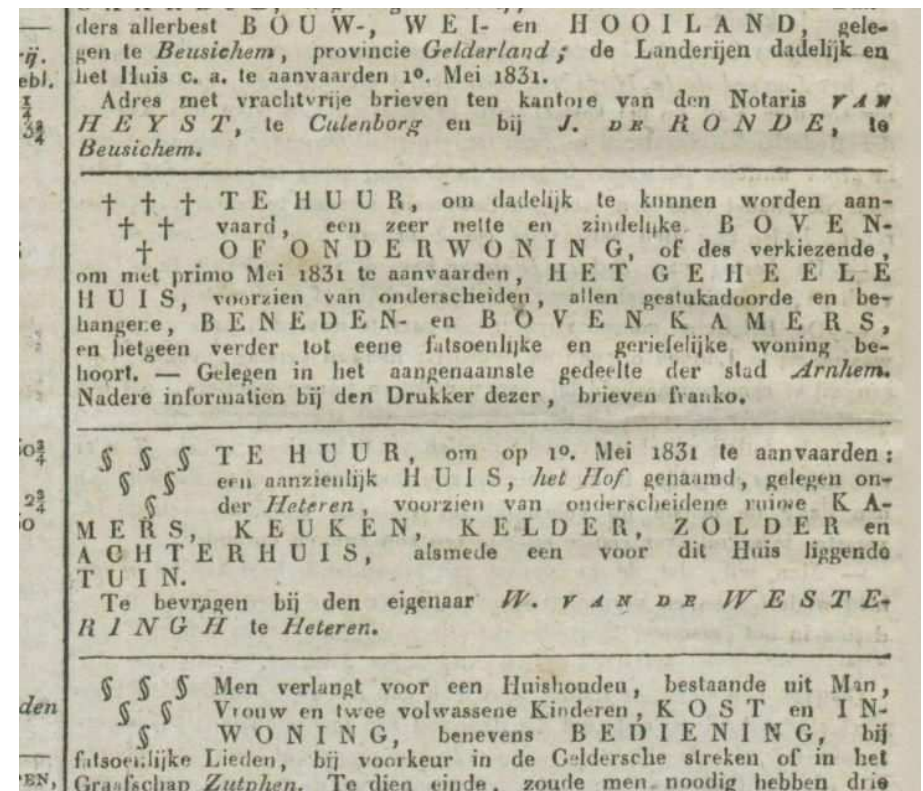 ders allerbest BOUW-, WEI- en HOOILAND, gele-
gen te Beusichem, provincie Gelderland; de Landerijen dadelijk en
het Huis c. a. te aanvaarden 1º. Mei 1831.
Adres met vrachtvrije brieven ten kantore van den Notaris VAN
HEYST, te Culenborg en bij J. DE RONDE, te
Beusichem.
† † † TE HUUR, om dadelijk te kunnen worden aan-
† † vaard, een zeer nette en zindelijke BOVEN-
† OF ONDERWONING, of des verkiezende,
om met primo Mei 1831 te aanvaarden, HET GEHEELE
HUIS, voorzien van onderscheiden, allen gestukadoorde en be-
hangene, BENEDEN- en BOVENKAMERS,
en hetgeen verder tot eene fatsoenlijke en geriefelijke woning be-
hoort. — Gelegen in het aangenaamste gedeelte der stad Arnhem.
Nadere informatien bij den Drukker dezer, brieven franko.
§ § § TE HUUR, om op 1º. Mei 1831 te aanvaarden:
§ § een aanzienlijk HUIS, het Hof genaamd, gelegen on-
§ der Heteren, voorzien van onderscheidene ruime KA-
MERS, KEUKEN, KELDER, ZOLDER en
ACHTERHUIS, alsmede een voor dit Huis liggende
TUIN.
Te bevragen bij den eigenaar W. VAN DE WESTE-
RINGH te Heteren.
§ § § Men verlangt voor een Huishouden, bestaande uit Man,
§ § Vrouw en twee volwassene Kinderen, KOST en IN-
§ WONING, benevens BEDIENING, bij
fatsoenlijke Lieden, bij voorkeur in de Geldersche streken of in het
Graafschap Zutphen. Te dien einde, zoude men noodig hebben drie